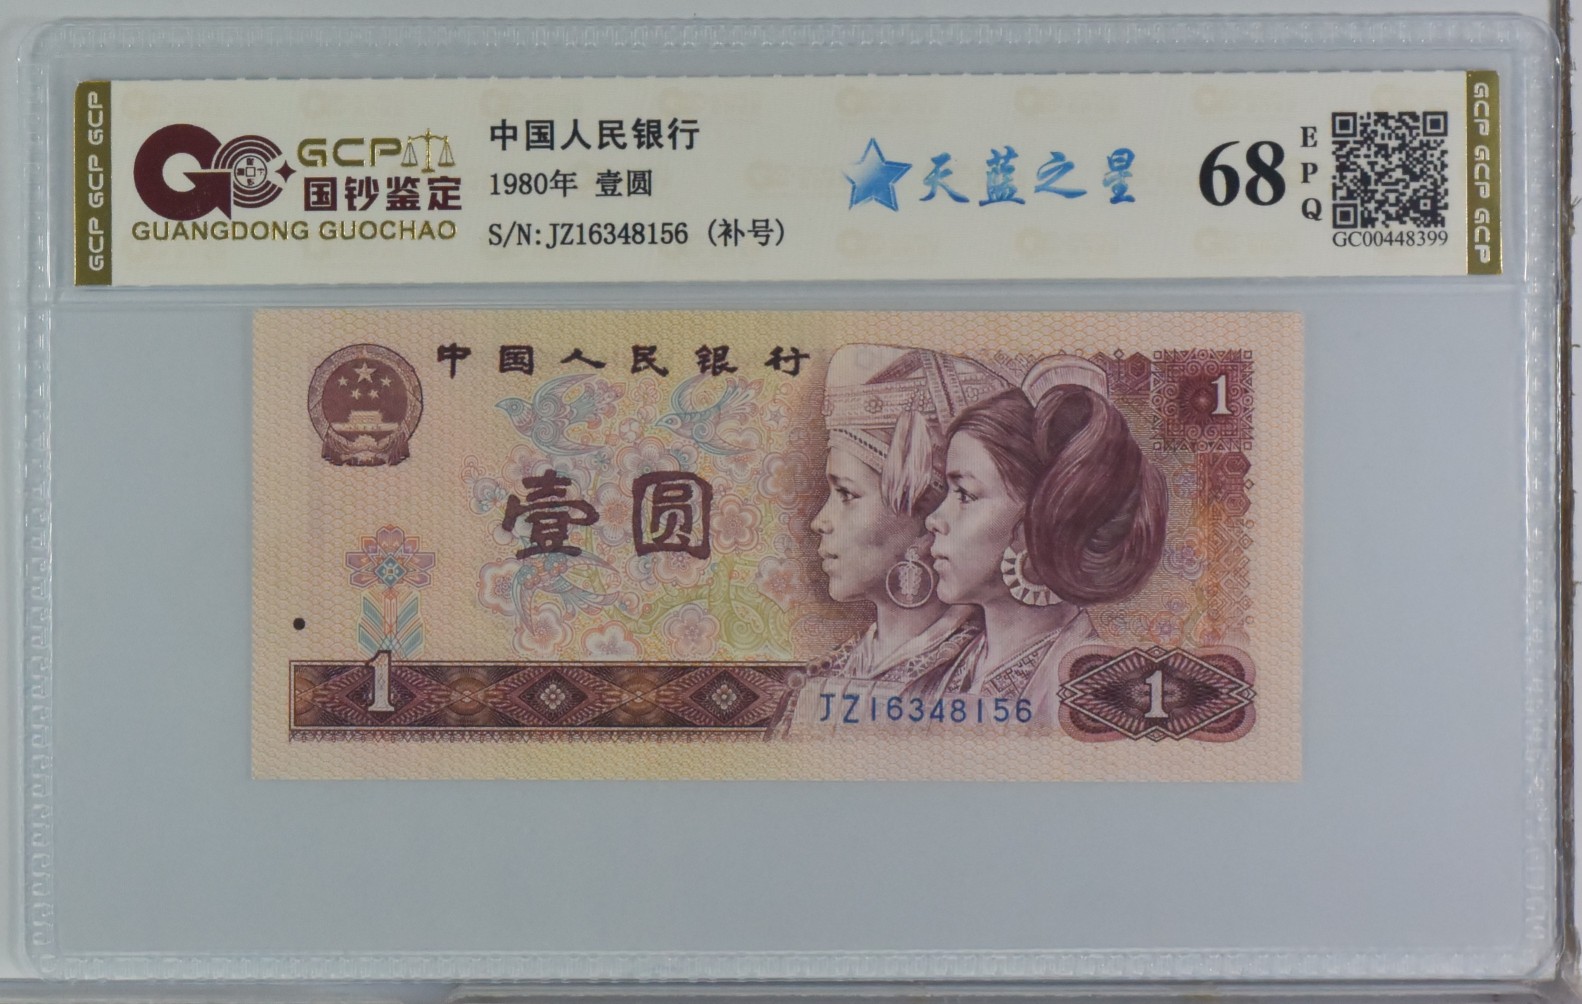 GCP GCP GCP
GCP
国钞鉴定
GUANGDONG GUOCHAO
中国人民银行
1980年 壹圆
S/N:JZ16348156 (补号)
天蓝之星
68
EPQ
GC00448399
GCP GCP GCP
中国人民银行
1
壹圆
1
JZ16348156
1